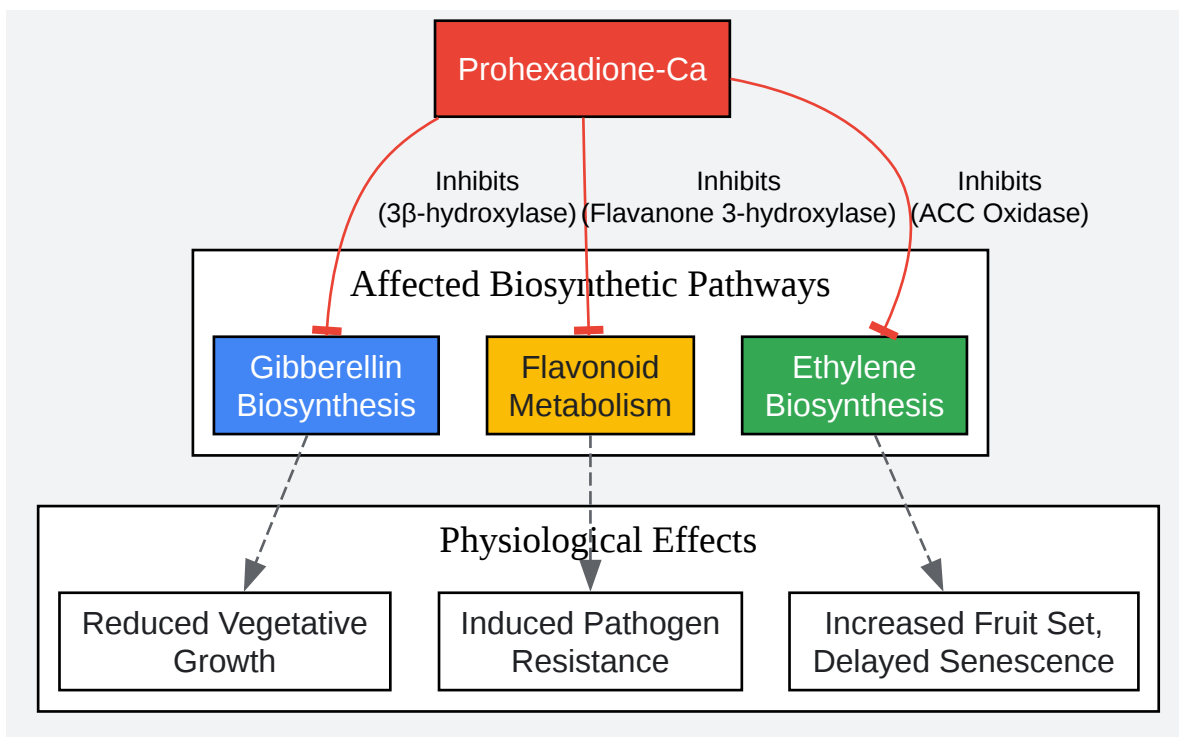 Prohexadione-Ca
Inhibits
(3β-hydroxylase)
Inhibits
(Flavanone 3-hydroxylase)
Inhibits
(ACC Oxidase)
Affected Biosynthetic Pathways
Gibberellin
Biosynthesis
Flavonoid
Metabolism
Ethylene
Biosynthesis
Physiological Effects
Reduced Vegetative
Growth
Induced Pathogen
Resistance
Increased Fruit Set,
Delayed Senescence